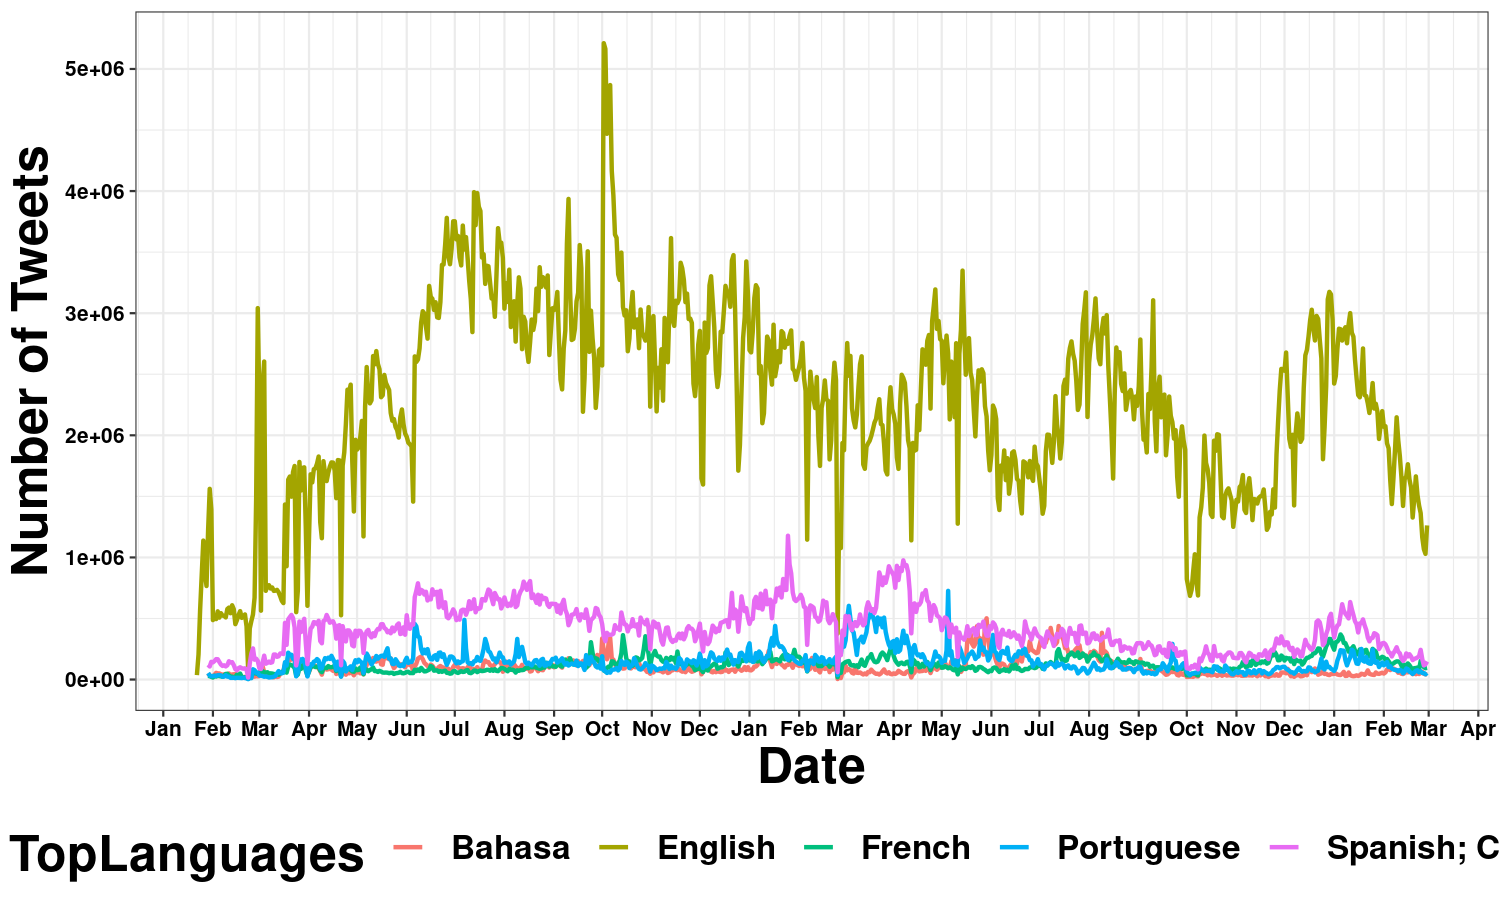 Number of Tweets
5e+06
4e+06
3e+06
2e+06
1e+06
0e+00
Jan Feb Mar Apr May Jun Jul Aug Sep Oct Nov Dec Jan Feb Mar Apr May Jun Jul Aug Sep Oct Nov Dec Jan Feb Mar Apr
Date
TopLanguages Bahasa English French Portuguese Spanish; C